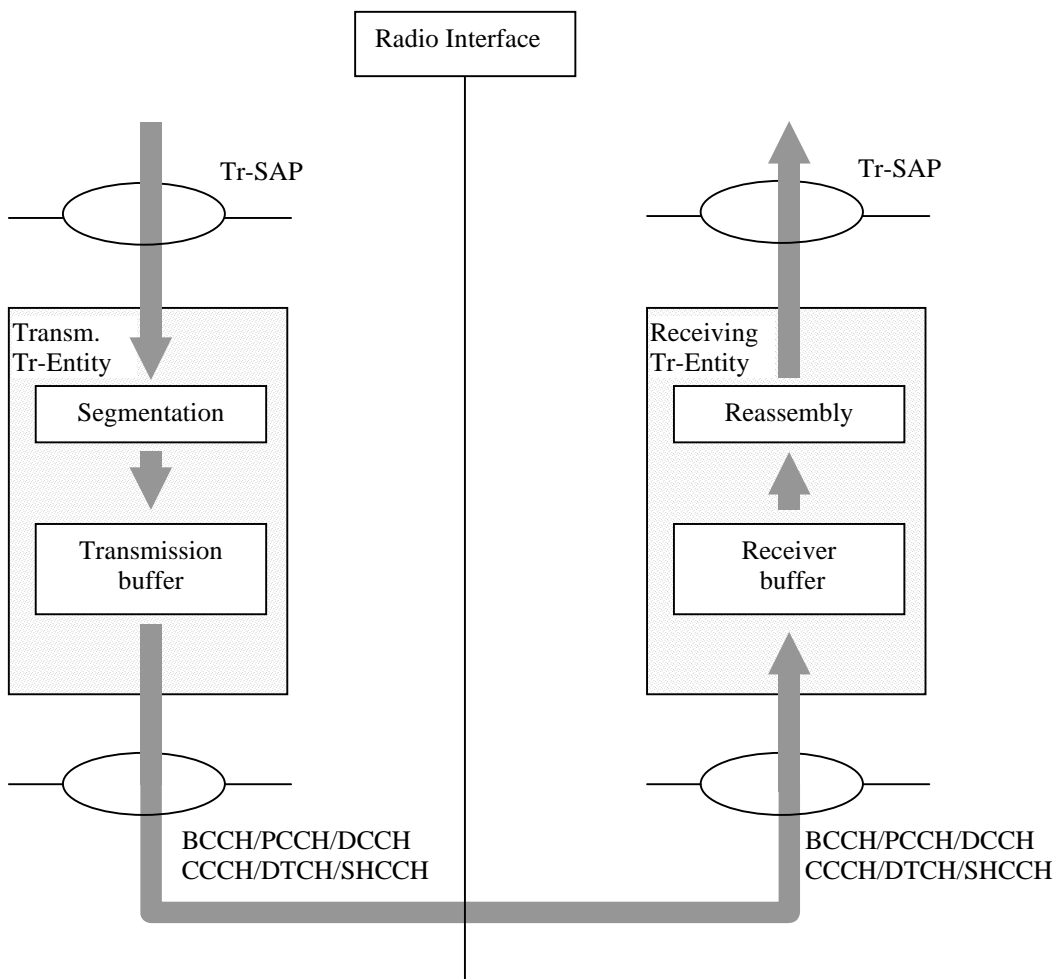 Radio Interface
Tr-SAP
Tr-SAP
Transm.
Tr-Entity
Segmentation
Transmission
buffer
Receiving
Tr-Entity
Reassembly
Receiver
buffer
BCCH/PCCH/DCCH
CCCH/DTCH/SHCCH
BCCH/PCCH/DCCH
CCCH/DTCH/SHCCH